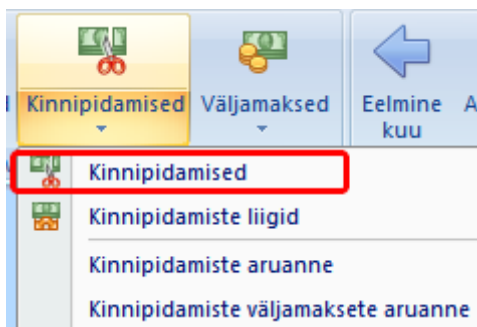 Kinnipidamised Väljamaksed Eelmine
kuu
Kinnipidamised
Kinnipidamiste liigid
Kinnipidamiste aruanne
Kinnipidamiste väljamaksete aruanne